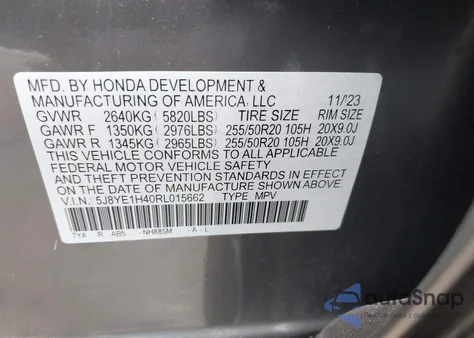 MFD. BY HONDA DEVELOPMENT &
MANUFACTURING OF AMERICA, LLC 11/'23
GVWR 2640KG( 5820LBS) TIRE SIZE RIM SIZE
GAWR F 1350KG( 2976LBS) 255/50R20 105H 20X9.0J
GAWR R 1345KG( 2965LBS) 255/50R20 105H 20X9.0J
THIS VEHICLE CONFORMS TO ALL APPLICABLE
FEDERAL MOTOR VEHICLE SAFETY
AND THEFT PREVENTION STANDARDS IN EFFECT
ON THE DATE OF MANUFACTURE SHOWN ABOVE.
V.I.N: 5J8YE1H40RL015662 TYPE: MPV
TYA R AB5 - NH885M - A - L
autoSnap